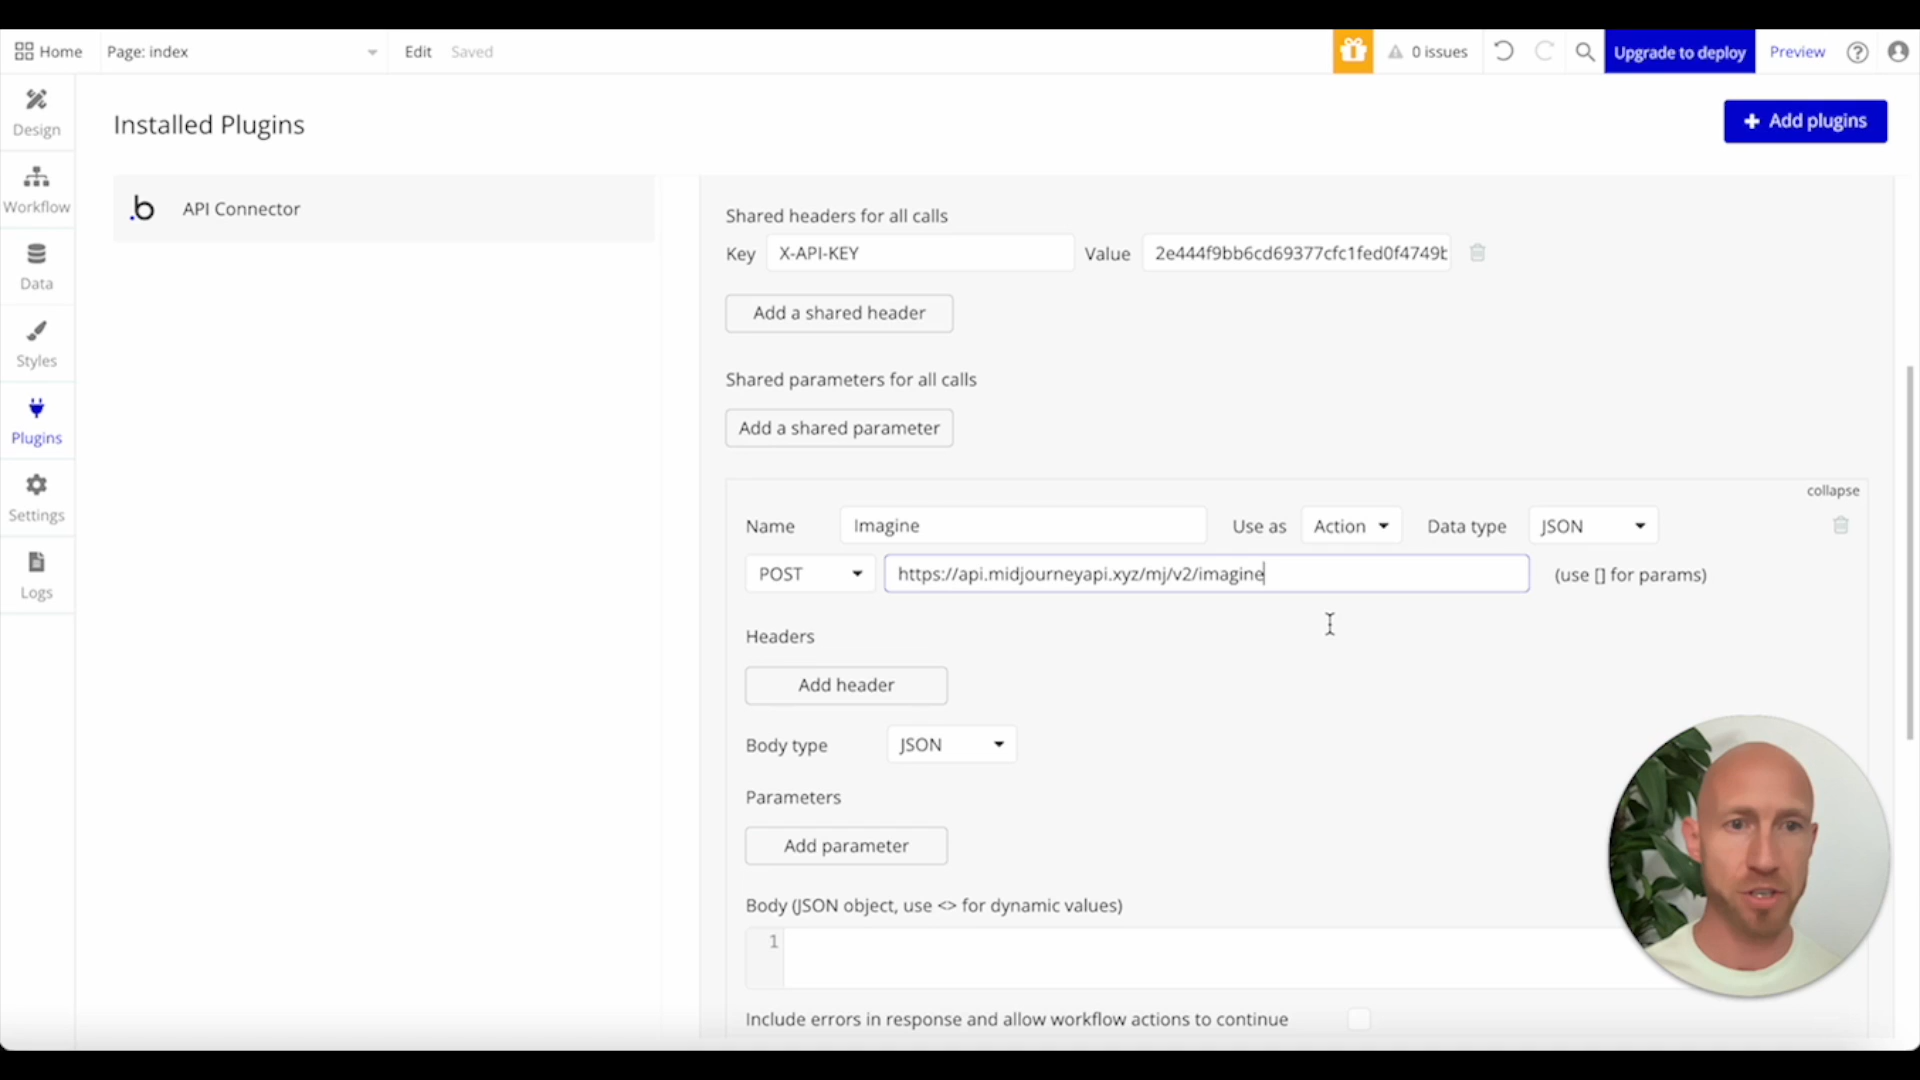 Home
Page: index
Edit
Saved
0 issues
Upgrade to deploy
Preview
Design
Workflow
Data
Styles
Plugins
Settings
Logs
Installed Plugins
Add plugins
.b
API Connector
Shared headers for all calls
Key X-API-KEY Value 2e444f9bb6cd69377cfc1fed0f4749b
Add a shared header
Shared parameters for all calls
Add a shared parameter
collapse
Name Imagine Use as Action Data type JSON
POST https://api.midjourneyapi.xyz/mj/v2/imagine (use [] for params)
Headers
Add header
Body type JSON
Parameters
Add parameter
Body (JSON object, use <> for dynamic values)
1
Include errors in response and allow workflow actions to continue